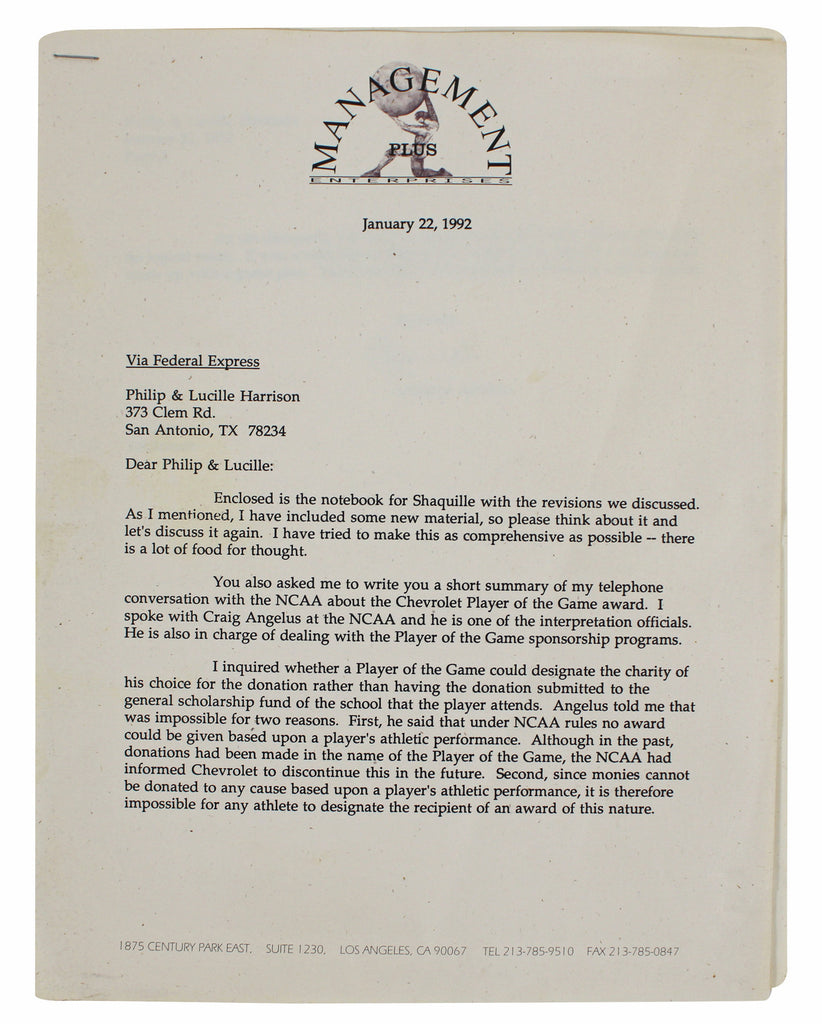 MANAGEMENT
PLUS
ENTERPRISES
January 22, 1992
Via Federal Express
Philip & Lucille Harrison
373 Clem Rd.
San Antonio, TX 78234
Dear Philip & Lucille:
Enclosed is the notebook for Shaquille with the revisions we discussed.
As I mentioned, I have included some new material, so please think about it and
let's discuss it again. I have tried to make this as comprehensive as possible -- there
is a lot of food for thought.
You also asked me to write you a short summary of my telephone
conversation with the NCAA about the Chevrolet Player of the Game award. I
spoke with Craig Angelus at the NCAA and he is one of the interpretation officials.
He is also in charge of dealing with the Player of the Game sponsorship programs.
I inquired whether a Player of the Game could designate the charity of
his choice for the donation rather than having the donation submitted to the
general scholarship fund of the school that the player attends. Angelus told me that
was impossible for two reasons. First, he said that under NCAA rules no award
could be given based upon a player's athletic performance. Although in the past,
donations had been made in the name of the Player of the Game, the NCAA had
informed Chevrolet to discontinue this in the future. Second, since monies cannot
be donated to any cause based upon a player's athletic performance, it is therefore
impossible for any athlete to designate the recipient of an award of this nature.
1875 CENTURY PARK EAST, SUITE 1230, LOS ANGELES, CA 90067 TEL 213-785-9510 FAX 213-785-0847